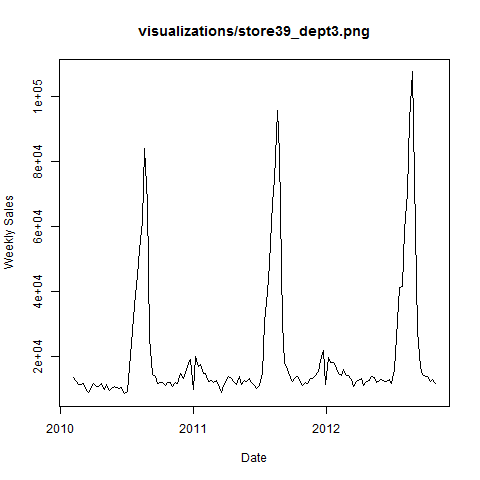 visualizations/store39_dept3.png
Weekly Sales
1e+05
8e+04
6e+04
4e+04
2e+04
2010
2011
2012
Date